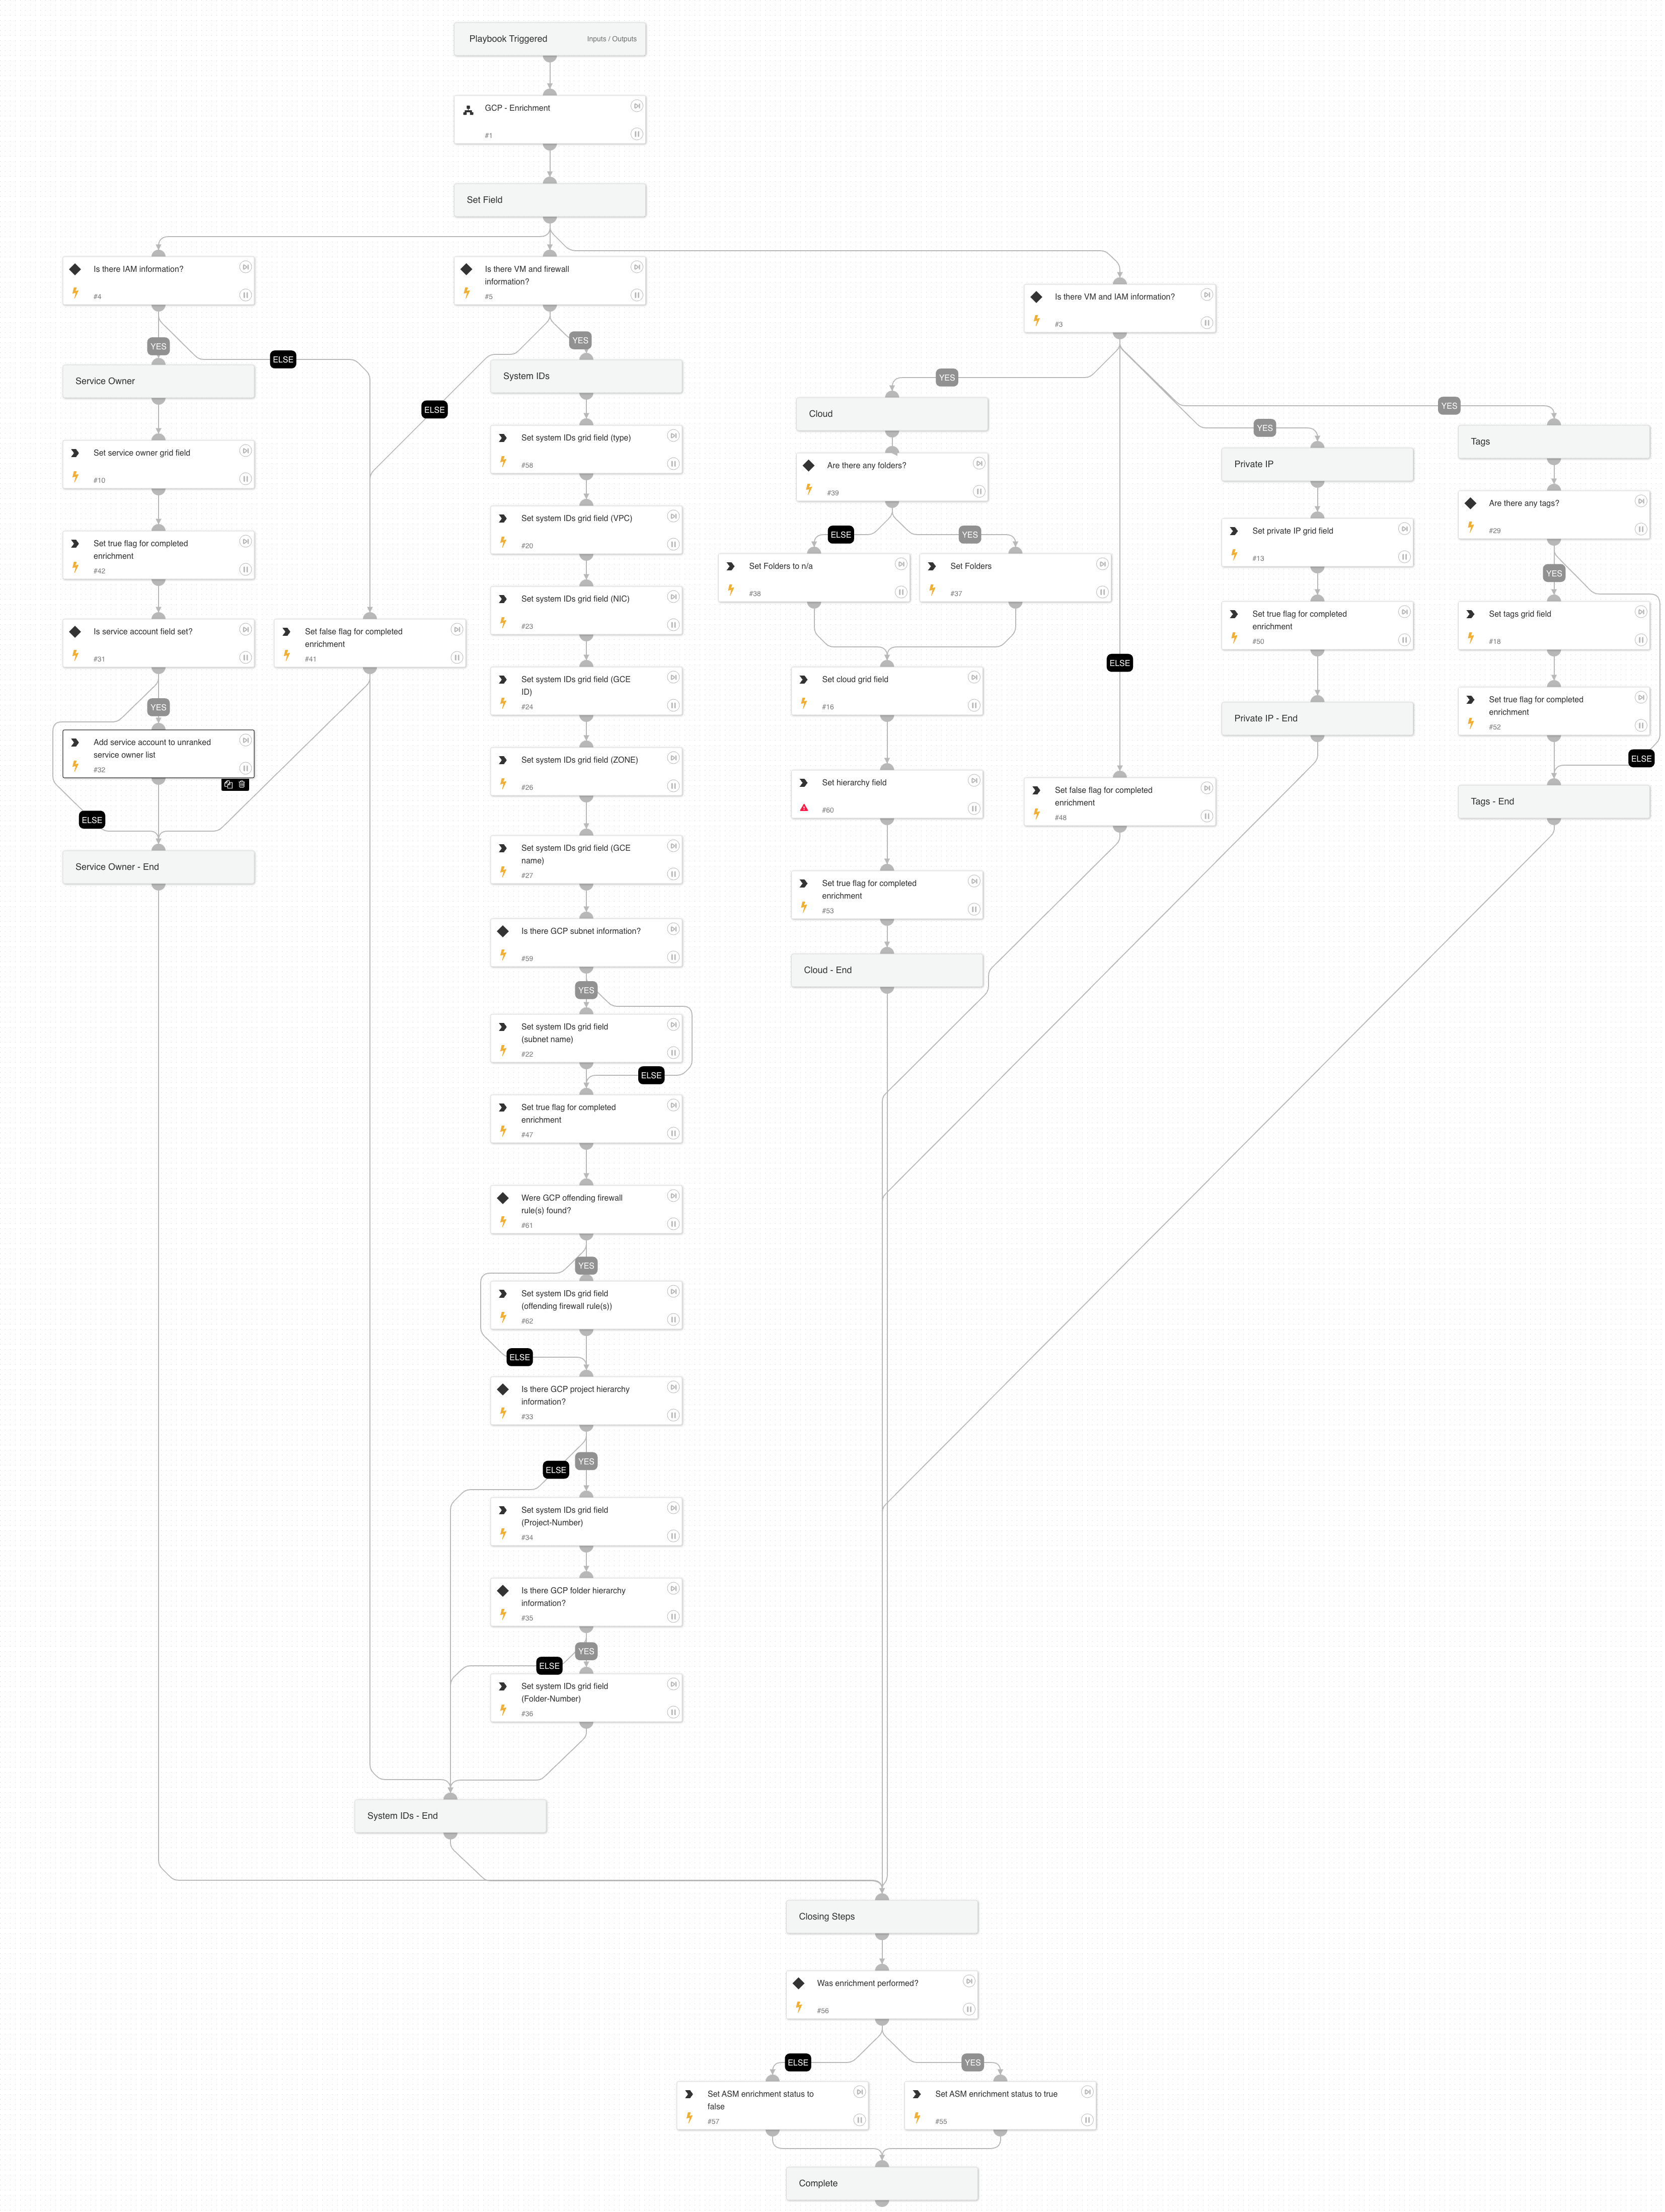 Playbook Triggered
Inputs / Outputs
GCP - Enrichment
#1
Set Field
Is there IAM information?
#4
Is there VM and firewall
information?
#5
Is there VM and IAM information?
#3
YES
ELSE
Service Owner
Set service owner grid field
#10
Set true flag for completed
enrichment
#42
Is service account field set?
#31
Set false flag for completed
enrichment
#41
YES
Add service account to unranked
service owner list
#32
ELSE
Service Owner - End
YES
ELSE
System IDs
Set system IDs grid field (type)
#58
Set system IDs grid field (VPC)
#20
Set system IDs grid field (NIC)
#23
Set system IDs grid field (GCE
ID)
#24
Set system IDs grid field (ZONE)
#26
Set system IDs grid field (GCE
name)
#27
Is there GCP subnet information?
#59
YES
Set system IDs grid field
(subnet name)
#22
ELSE
Set true flag for completed
enrichment
#47
Were GCP offending firewall
rule(s) found?
#61
YES
Set system IDs grid field
(offending firewall rule(s))
#62
ELSE
Is there GCP project hierarchy
information?
#33
YES
ELSE
Set system IDs grid field
(Project-Number)
#34
Is there GCP folder hierarchy
information?
#35
YES
ELSE
Set system IDs grid field
(Folder-Number)
#36
System IDs - End
YES
Cloud
Are there any folders?
#39
ELSE
YES
Set Folders to n/a
#38
Set Folders
#37
Set cloud grid field
#16
Set hierarchy field
#60
Set true flag for completed
enrichment
#53
Cloud - End
ELSE
Set false flag for completed
enrichment
#48
YES
Private IP
Set private IP grid field
#13
Set true flag for completed
enrichment
#50
Private IP - End
YES
Tags
Are there any tags?
#29
YES
Set tags grid field
#18
Set true flag for completed
enrichment
#52
ELSE
Tags - End
Closing Steps
Was enrichment performed?
#56
ELSE
YES
Set ASM enrichment status to
false
#57
Set ASM enrichment status to true
#55
Complete